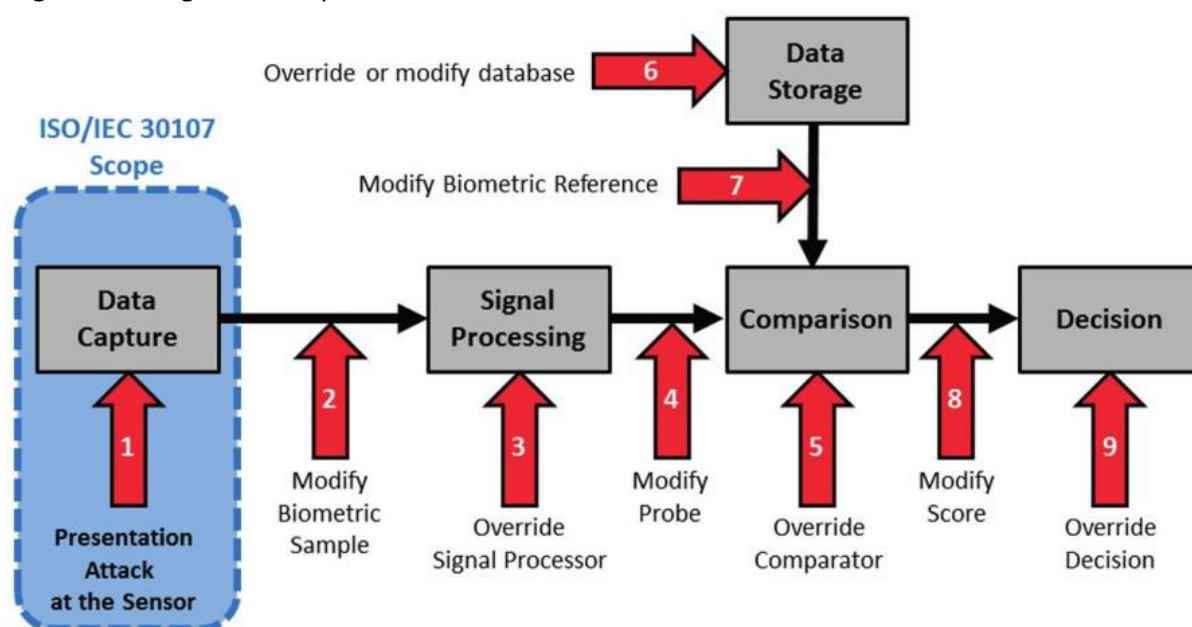 Override or modify database
6
Data
Storage
ISO/IEC 30107
Scope
Modify Biometric Reference
7
Data
Capture
Signal
Processing
Comparison
Decision
1
2
3
4
5
8
9
Presentation
Attack
at the Sensor
Modify
Biometric
Sample
Override
Signal Processor
Modify
Probe
Override
Comparator
Modify
Score
Override
Decision